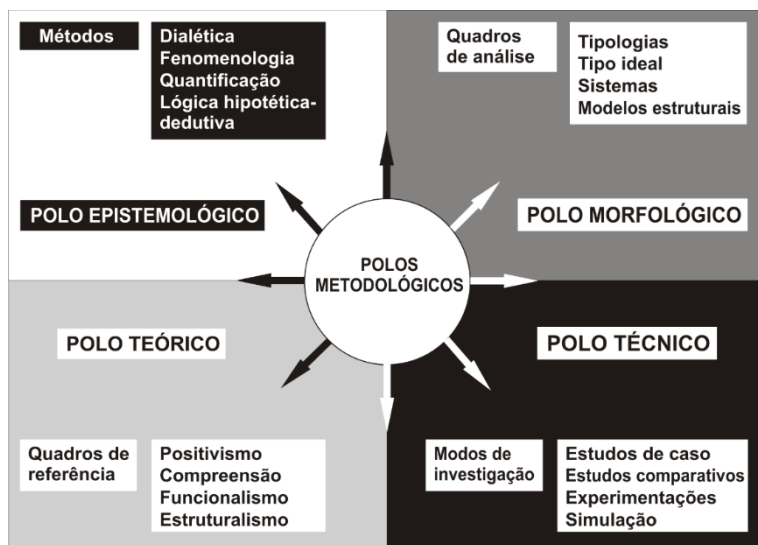 Métodos
Dialética
Fenomenologia
Quantificação
Lógica hipotética-
dedutiva
POLO EPISTEMOLÓGICO
Quadros
de análise
Tipologias
Tipo ideal
Sistemas
Modelos estruturais
POLO MORFOLÓGICO
POLOS
METODOLÓGICOS
POLO TEÓRICO
Quadros de
referência
Positivismo
Compreensão
Funcionalismo
Estruturalismo
POLO TÉCNICO
Modos de
investigação
Estudos de caso
Estudos comparativos
Experimentações
Simulação